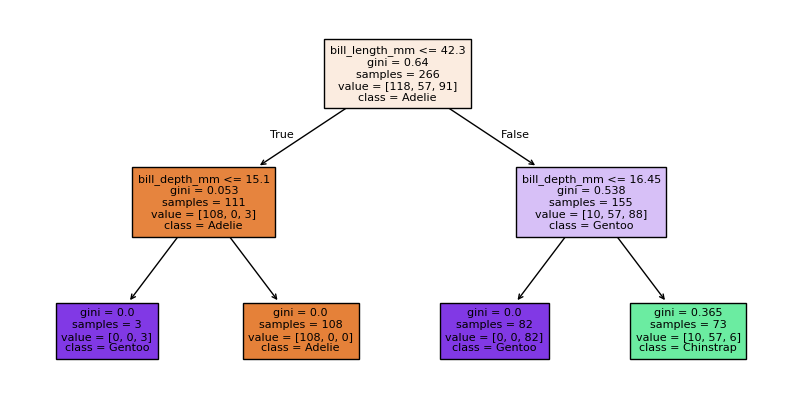 bill_length_mm <= 42.3
gini = 0.64
samples = 266
value = [118, 57, 91]
class = Adelie
True
False
bill_depth_mm <= 15.1
gini = 0.053
samples = 111
value = [108, 0, 3]
class = Adelie
bill_depth_mm <= 16.45
gini = 0.538
samples = 155
value = [10, 57, 88]
class = Gentoo
gini = 0.0
samples = 3
value = [0, 0, 3]
class = Gentoo
gini = 0.0
samples = 108
value = [108, 0, 0]
class = Adelie
gini = 0.0
samples = 82
value = [0, 0, 82]
class = Gentoo
gini = 0.365
samples = 73
value = [10, 57, 6]
class = Chinstrap